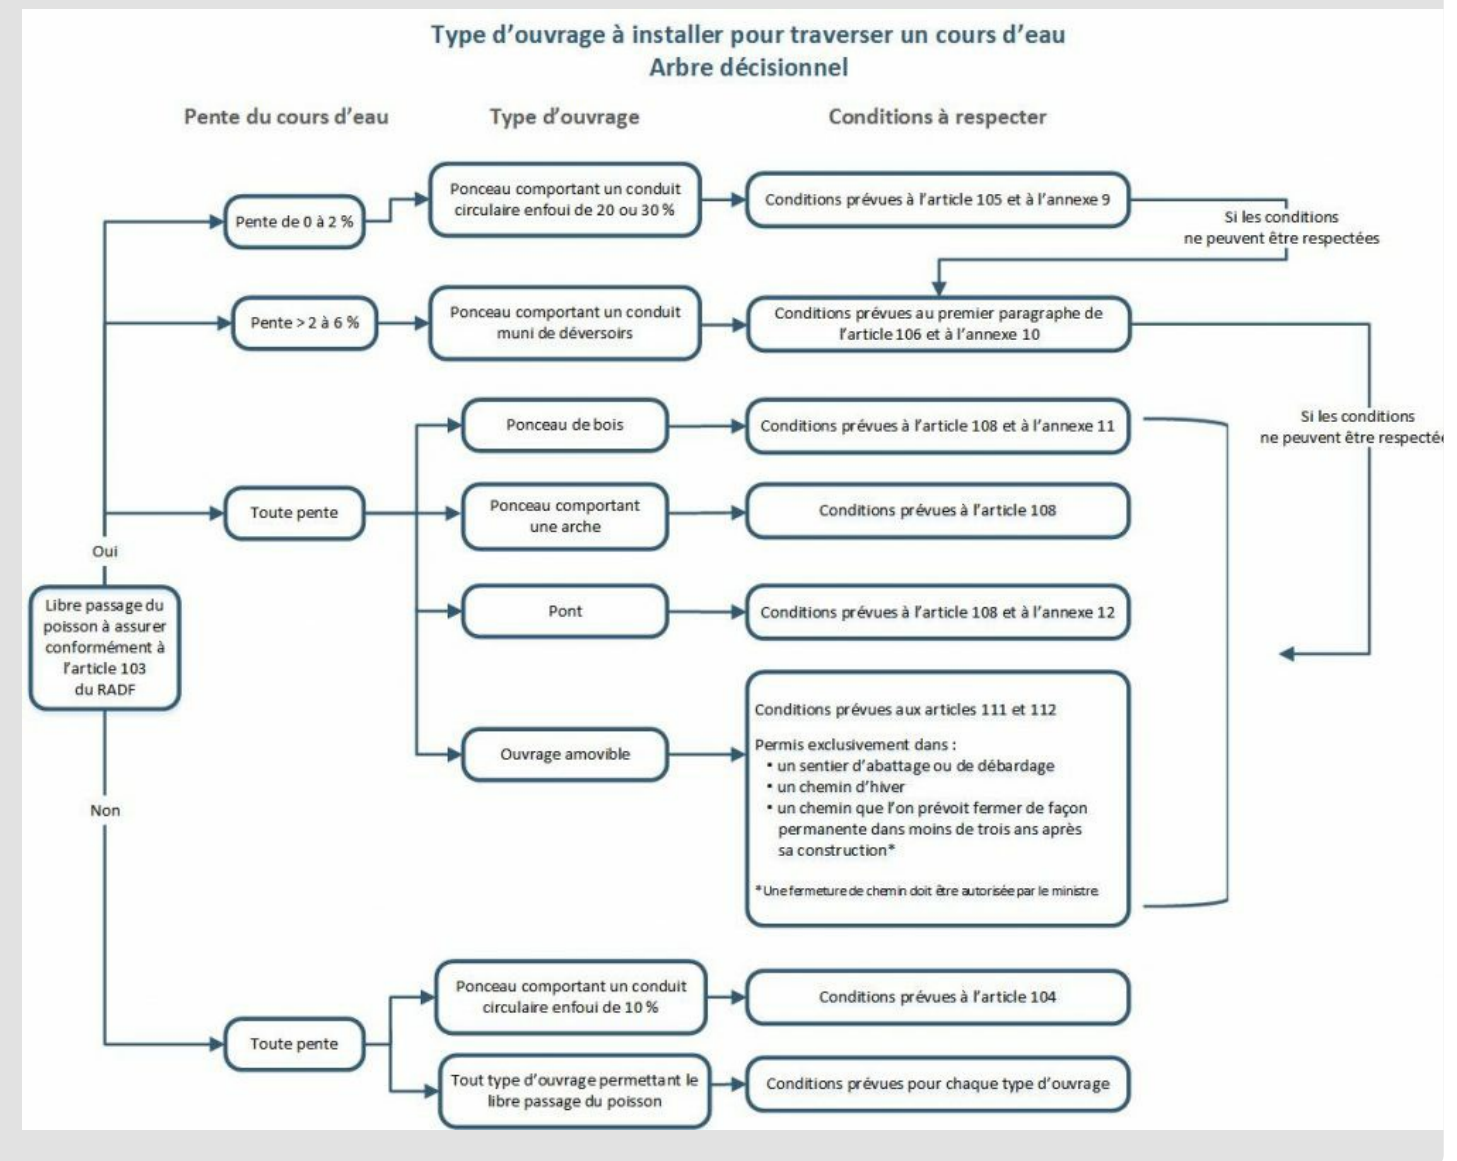 Type d’ouvrage à installer pour traverser un cours d’eau
Arbre décisionnel
Pente du cours d’eau
Type d’ouvrage
Conditions à respecter
Pente de 0 à 2 %
Ponceau comportant un conduit
circulaire enfoui de 20 ou 30 %
Conditions prévues à l’article 105 et à l’annexe 9
Si les conditions
ne peuvent être respectées
Pente > 2 à 6 %
Ponceau comportant un conduit
muni de déversoirs
Conditions prévues au premier paragraphe de
l’article 106 et à l’annexe 10
Si les conditions
ne peuvent être respecté
Toute pente
Ponceau de bois
Conditions prévues à l’article 108 et à l’annexe 11
Ponceau comportant
une arche
Conditions prévues à l’article 108
Pont
Conditions prévues à l’article 108 et à l’annexe 12
Ouvrage amovible
Conditions prévues aux articles 111 et 112
Permis exclusivement dans :
• un sentier d’abattage ou de débardage
• un chemin d’hiver
• un chemin que l’on prévoit fermer de façon
permanente dans moins de trois ans après
sa construction*
*Une fermeture de chemin doit être autorisée par le ministre.
Oui
Libre passage du
poisson à assurer
conformément à
l’article 103
du RADF
Non
Toute pente
Ponceau comportant un conduit
circulaire enfoui de 10 %
Conditions prévues à l’article 104
Tout type d’ouvrage permettant le
libre passage du poisson
Conditions prévues pour chaque type d’ouvrage